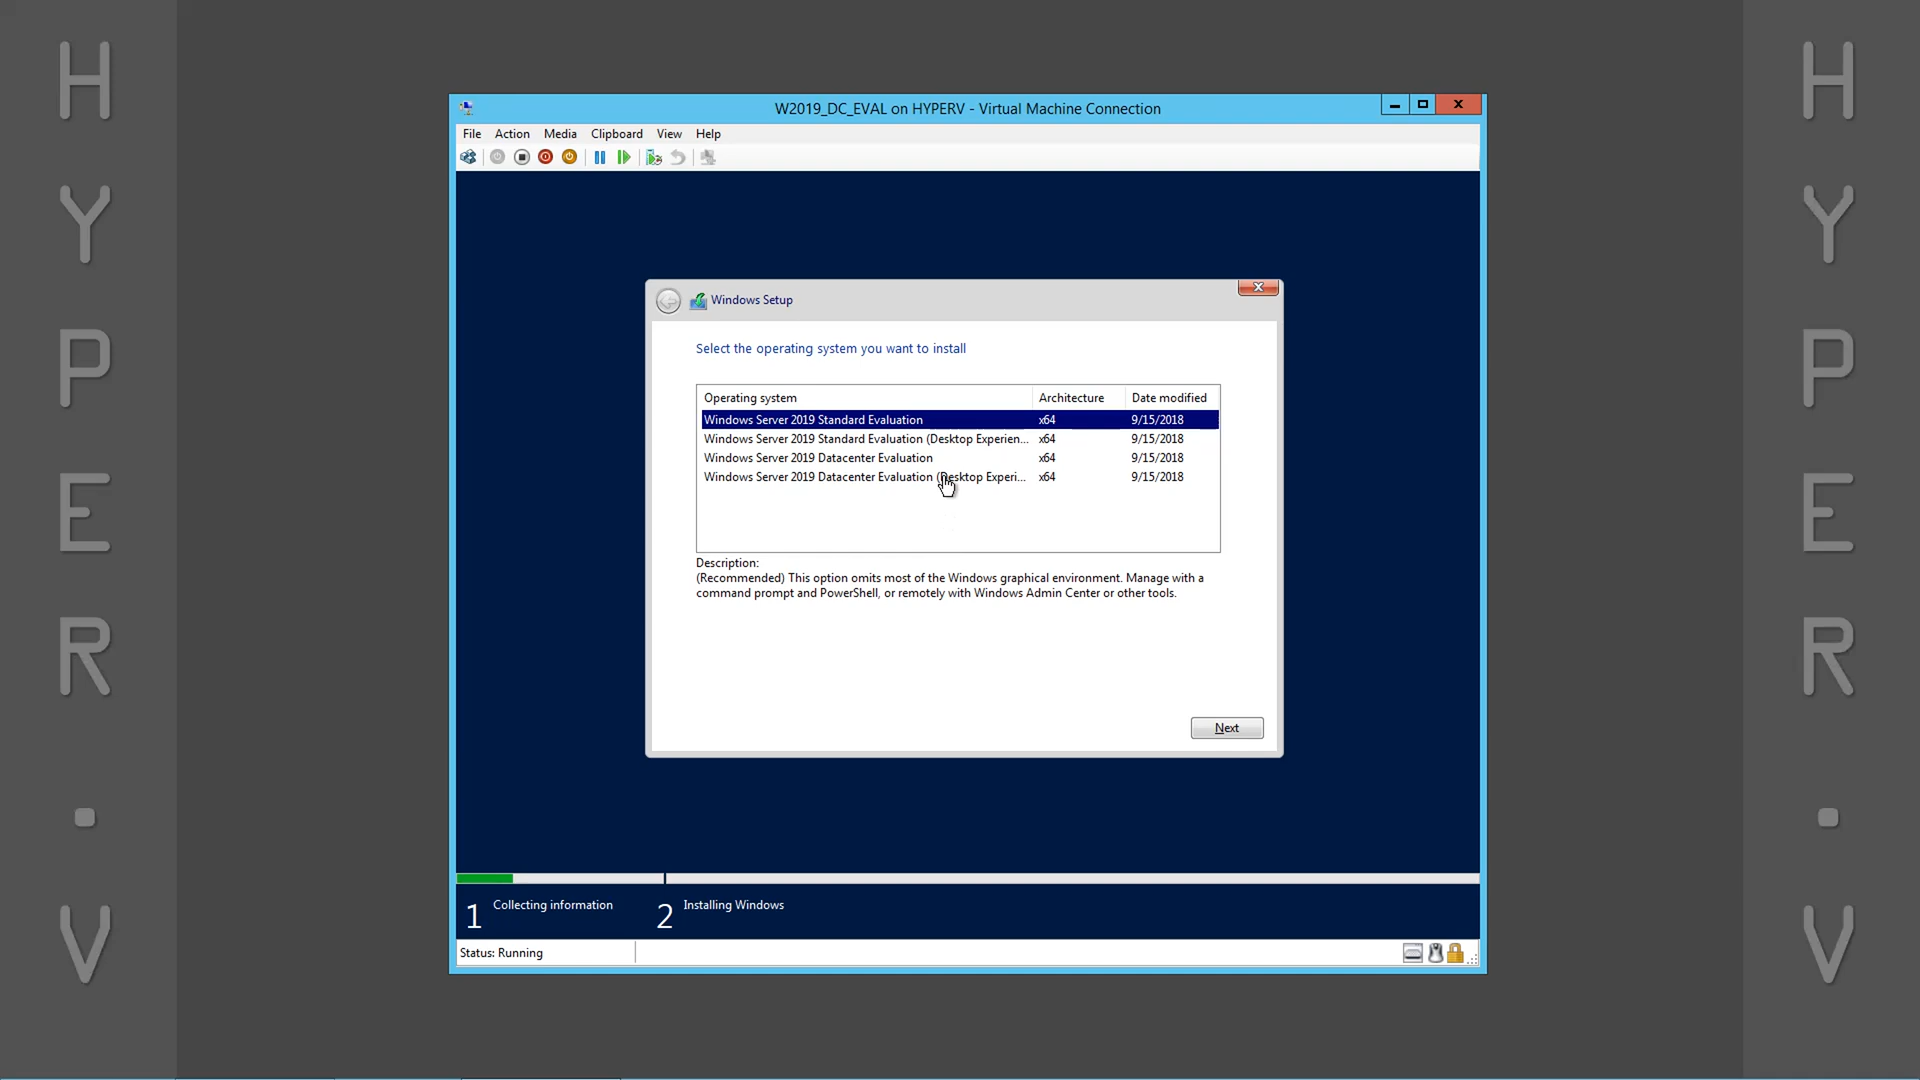 HYPER·V
W2019_DC_EVAL on HYPERV - Virtual Machine Connection
File Action Media Clipboard View Help
Windows Setup
Select the operating system you want to install
Operating system Architecture Date modified
Windows Server 2019 Standard Evaluation x64 9/15/2018
Windows Server 2019 Standard Evaluation (Desktop Experien... x64 9/15/2018
Windows Server 2019 Datacenter Evaluation x64 9/15/2018
Windows Server 2019 Datacenter Evaluation (Desktop Experi... x64 9/15/2018
Description:
(Recommended) This option omits most of the Windows graphical environment. Manage with a
command prompt and PowerShell, or remotely with Windows Admin Center or other tools.
Next
1 Collecting information 2 Installing Windows
Status: Running
HYPER·V